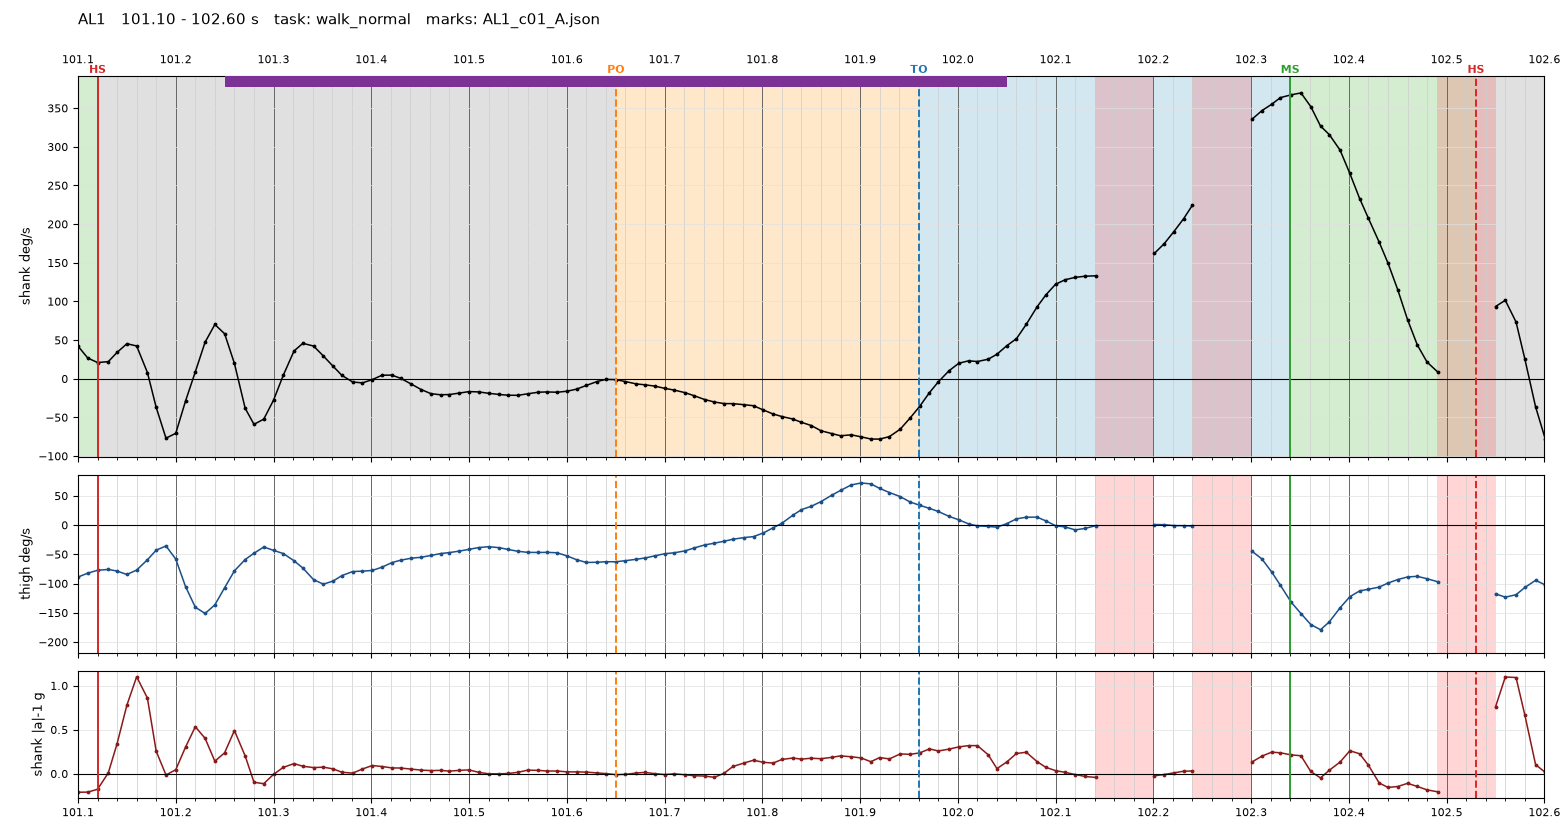 AL1   101.10 - 102.60 s   task: walk_normal   marks: AL1_c01_A.json
101.1 101.2 101.3 101.4 101.5 101.6 101.7 101.8 101.9 102.0 102.1 102.2 102.3 102.4 102.5 102.6
HS PO TO MS HS
shank deg/s
350
300
250
200
150
100
50
0
−50
−100
thigh deg/s
50
0
−50
−100
−150
−200
shank |a|-1 g
1.0
0.5
0.0
101.1 101.2 101.3 101.4 101.5 101.6 101.7 101.8 101.9 102.0 102.1 102.2 102.3 102.4 102.5 102.6